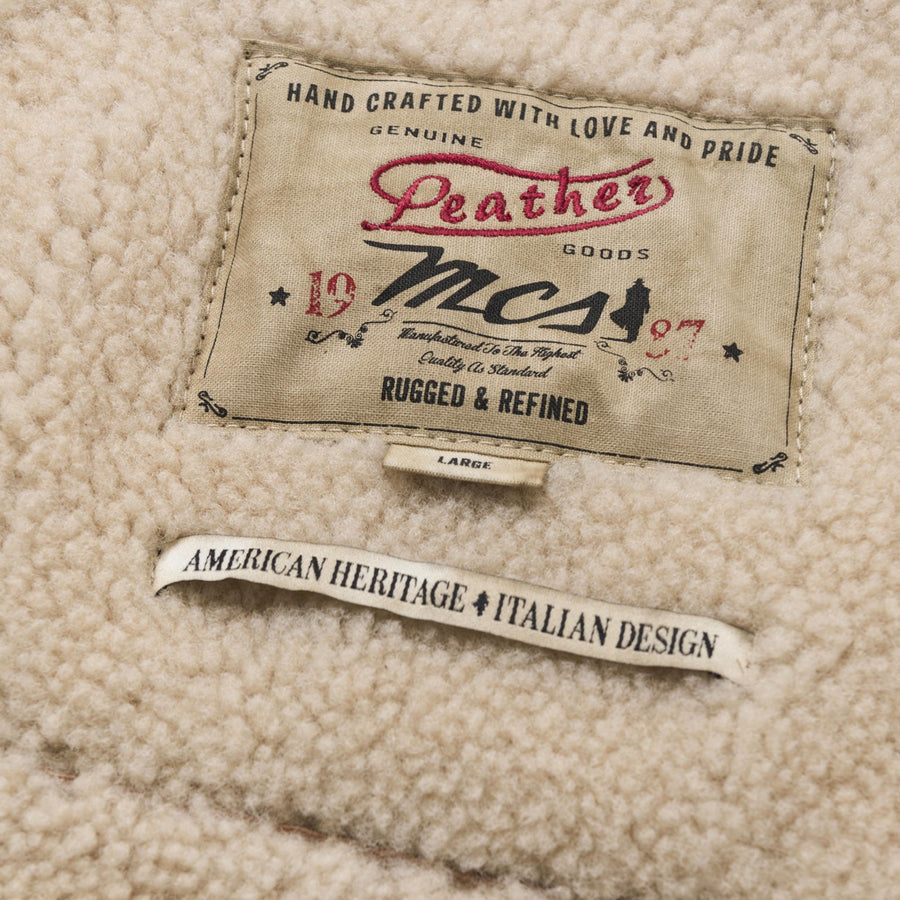 HAND CRAFTED WITH LOVE AND PRIDE
GENUINE
Leather
GOODS
MCS
19 87
Manufactured To The Highest
Quality As Standard
RUGGED & REFINED
LARGE
AMERICAN HERITAGE ITALIAN DESIGN